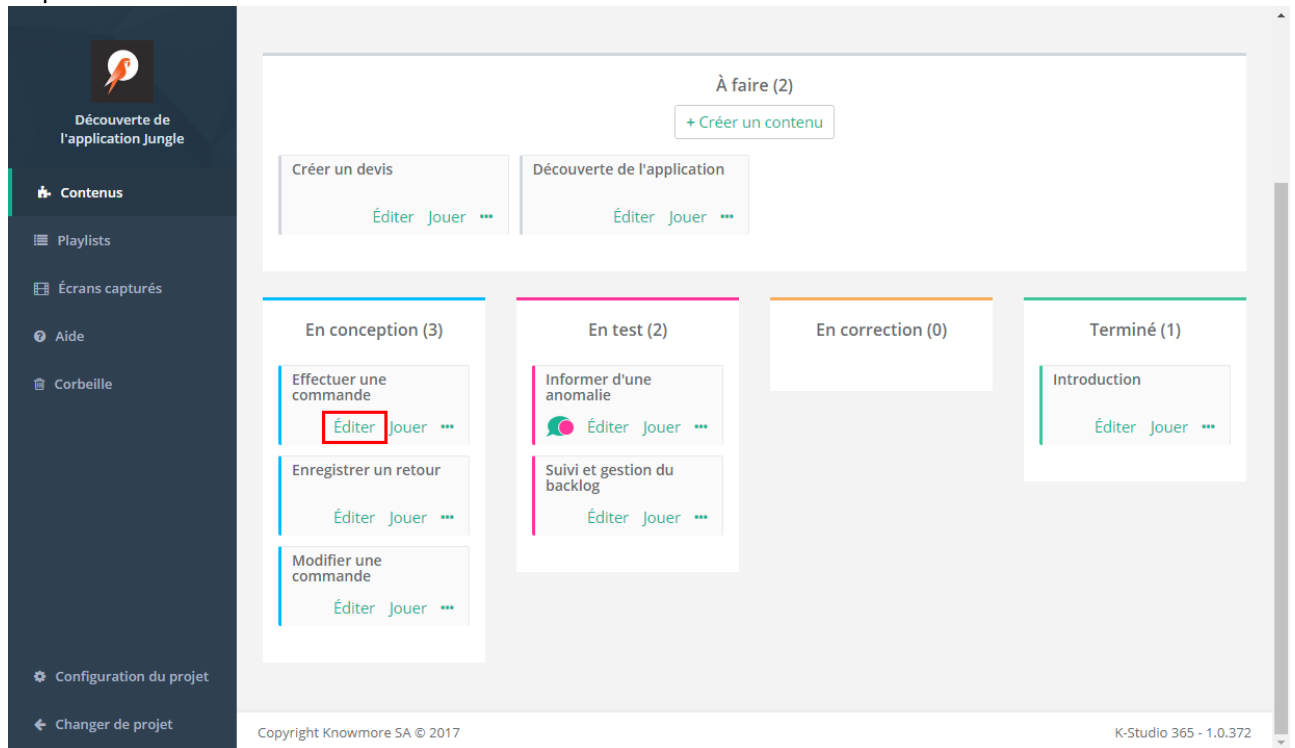 Découverte de
l'application Jungle
Contenus
Playlists
Écrans capturés
Aide
Corbeille
Configuration du projet
Changer de projet
À faire (2)
+ Créer un contenu
Créer un devis
Éditer Jouer •••
Découverte de l'application
Éditer Jouer •••
En conception (3)
Effectuer une
commande
Éditer Jouer •••
Enregistrer un retour
Éditer Jouer •••
Modifier une
commande
Éditer Jouer •••
En test (2)
Informer d'une
anomalie
Éditer Jouer •••
Suivi et gestion du
backlog
Éditer Jouer •••
En correction (0)
Terminé (1)
Introduction
Éditer Jouer •••
Copyright Knowmore SA © 2017
K-Studio 365 - 1.0.372